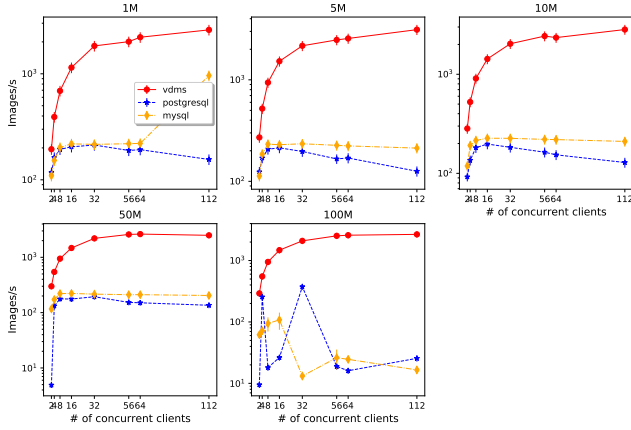 1M
5M
10M
Images/s
10³
10²
vdms
postgresql
mysql
2 4 8 16 32 56 64 112
10³
10²
2 4 8 16 32 56 64 112
10³
10²
2 4 8 16 32 56 64 112
# of concurrent clients
50M
100M
Images/s
10³
10²
10¹
2 4 8 16 32 56 64 112
# of concurrent clients
10³
10²
10¹
2 4 8 16 32 56 64 112
# of concurrent clients